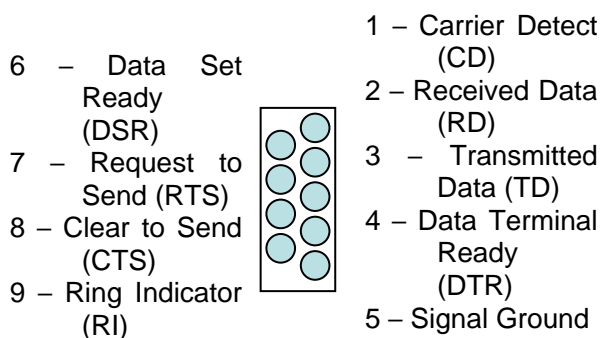 6 – Data Set
Ready
(DSR)
7 – Request to
Send (RTS)
8 – Clear to Send
(CTS)
9 – Ring Indicator
(RI)
1 – Carrier Detect
(CD)
2 – Received Data
(RD)
3 – Transmitted
Data (TD)
4 – Data Terminal
Ready
(DTR)
5 – Signal Ground